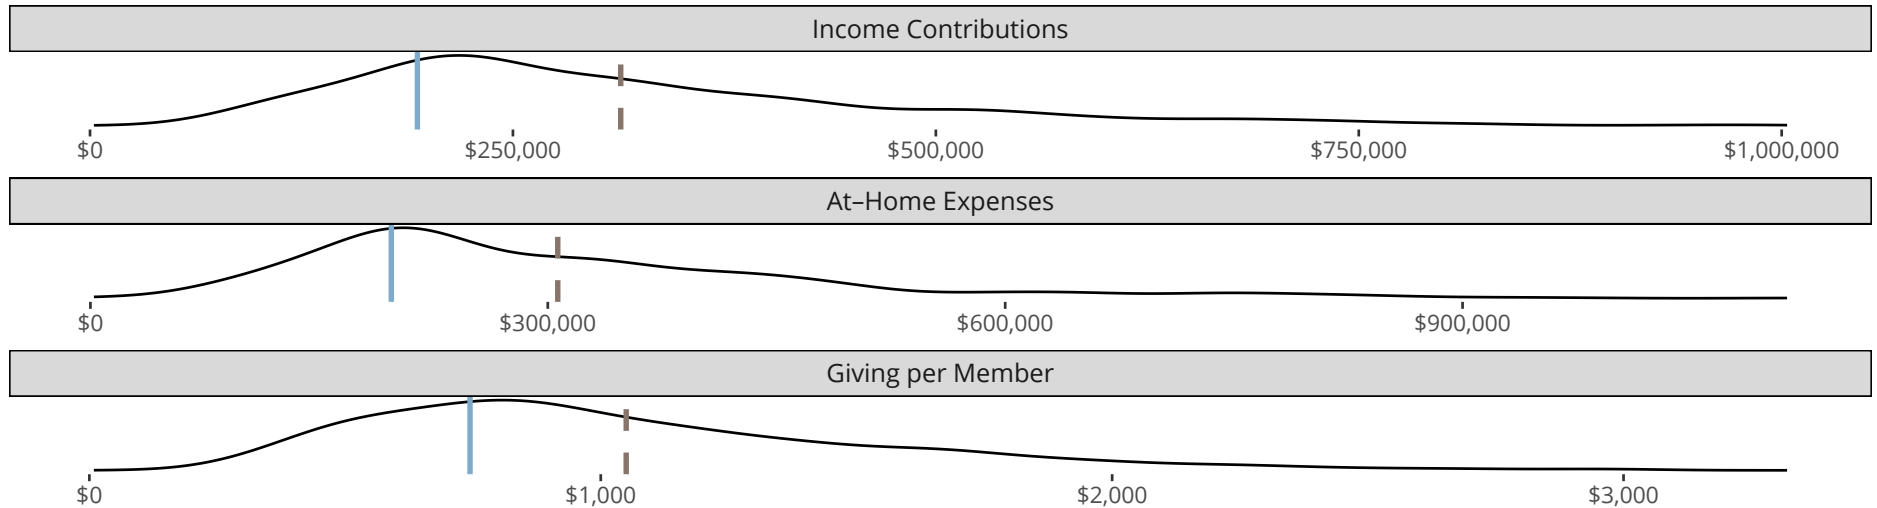 Income Contributions
$0 $250,000 $500,000 $750,000 $1,000,000
At–Home Expenses
$0 $300,000 $600,000 $900,000
Giving per Member
$0 $1,000 $2,000 $3,000